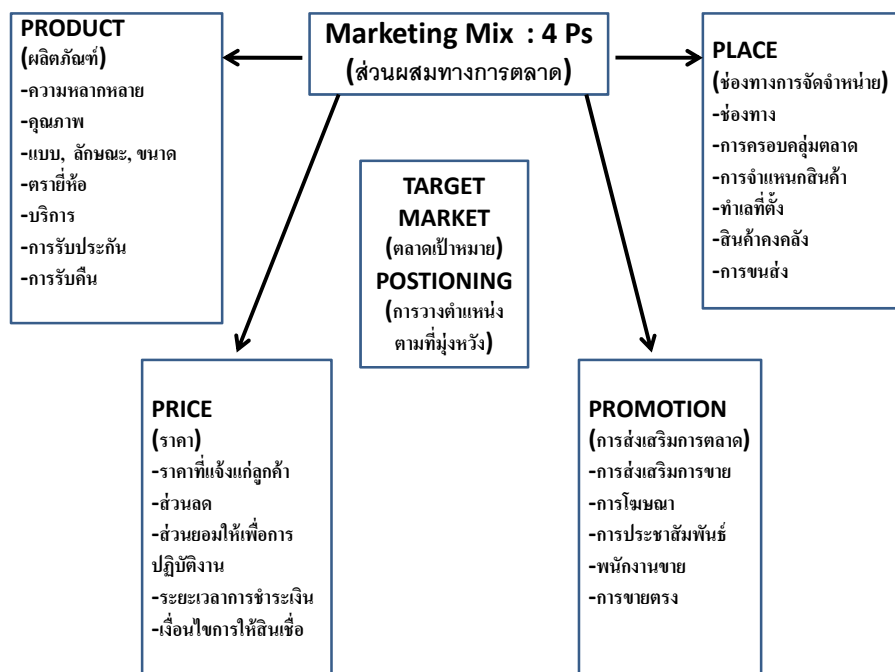 Marketing Mix : 4 Ps
(ส่วนผสมทางการตลาด)
PRODUCT
(ผลิตภัณฑ์)
-ความหลากหลาย
-คุณภาพ
-แบบ, ลักษณะ, ขนาด
-ตรายี่ห้อ
-บริการ
-การรับประกัน
-การรับคืน
PLACE
(ช่องทางการจัดจำหน่าย)
-ช่องทาง
-การครอบคลุ่มตลาด
-การจำแหนกสินค้า
-ทำเลที่ตั้ง
-สินค้าคงคลัง
-การขนส่ง
TARGET
MARKET
(ตลาดเป้าหมาย)
POSTIONING
(การวางตำแหน่ง
ตามที่มุ่งหวัง)
PRICE
(ราคา)
-ราคาที่แจ้งแก่ลูกค้า
-ส่วนลด
-ส่วนยอมให้เพื่อการ
ปฏิบัติงาน
-ระยะเวลาการชำระเงิน
-เงื่อนไขการให้สินเชื่อ
PROMOTION
(การส่งเสริมการตลาด)
-การส่งเสริมการขาย
-การโฆษณา
-การประชาสัมพันธ์
-พนักงานขาย
-การขายตรง